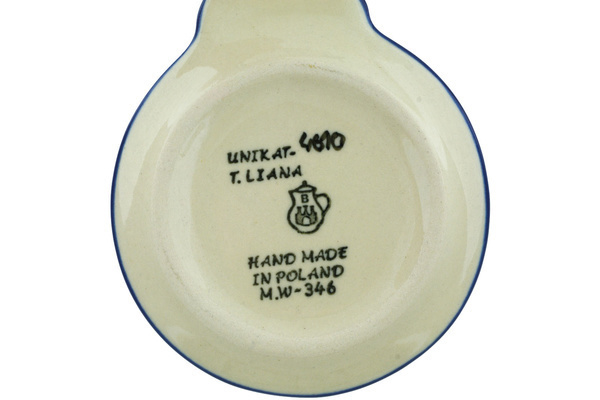 UNIKAT-4610
T. LIANA
B
HAND MADE
IN POLAND
M.W-346